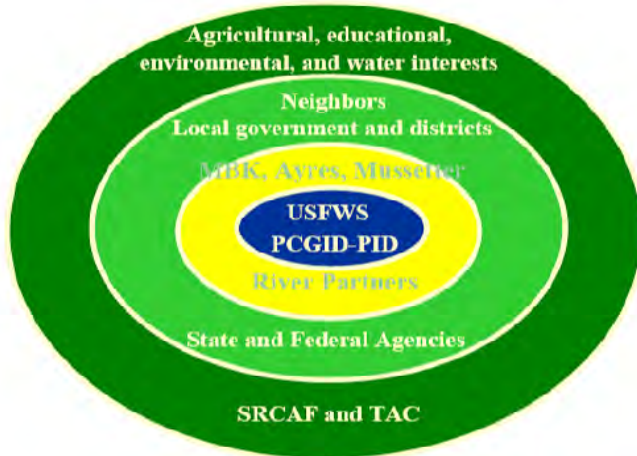 Agricultural, educational,
environmental, and water interests
Neighbors
Local government and districts
MBK, Ayres, Mussetter
USFWS
PCGID-PID
River Partners
State and Federal Agencies
SRCAF and TAC